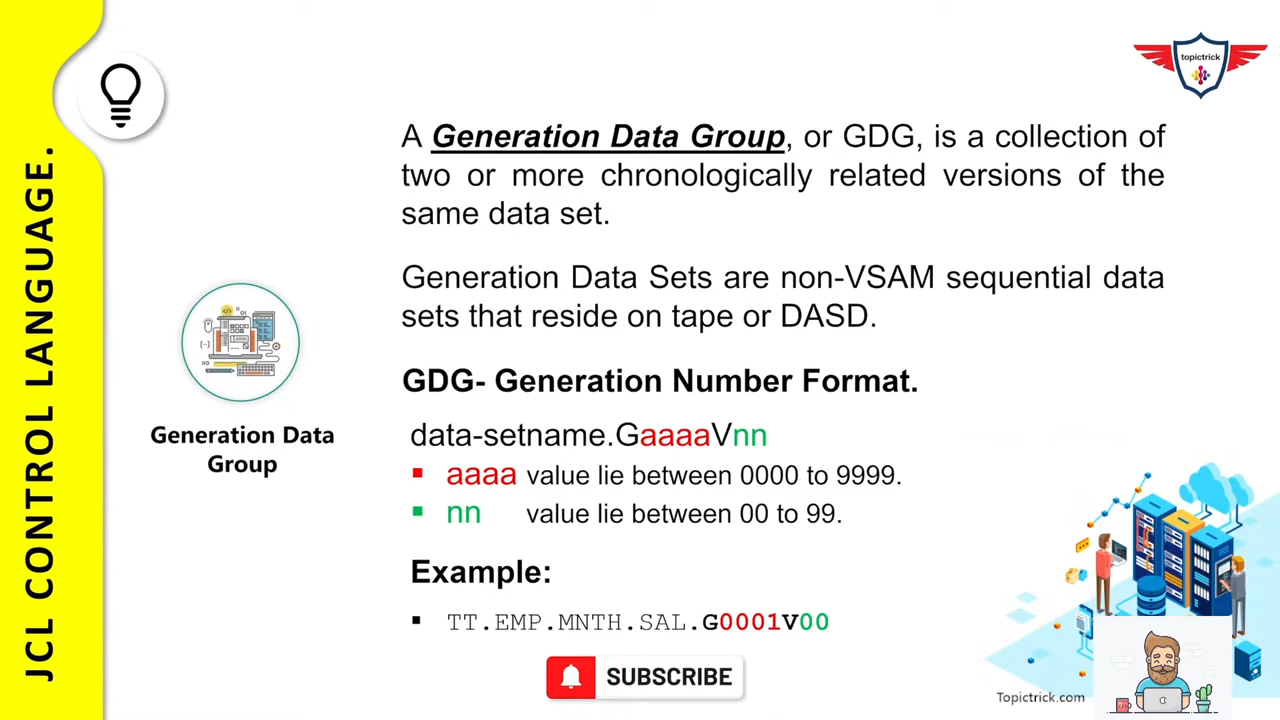 JCL CONTROL LANGUAGE.
topictrick
A Generation Data Group, or GDG, is a collection of
two or more chronologically related versions of the
same data set.
Generation Data Sets are non-VSAM sequential data
sets that reside on tape or DASD.
GDG- Generation Number Format.
data-setname.GaaaaVnn
▪ aaaa value lie between 0000 to 9999.
▪ nn value lie between 00 to 99.
Generation Data
Group
Example:
▪ TT.EMP.MNTH.SAL.G0001V00
SUBSCRIBE
Topictrick.com